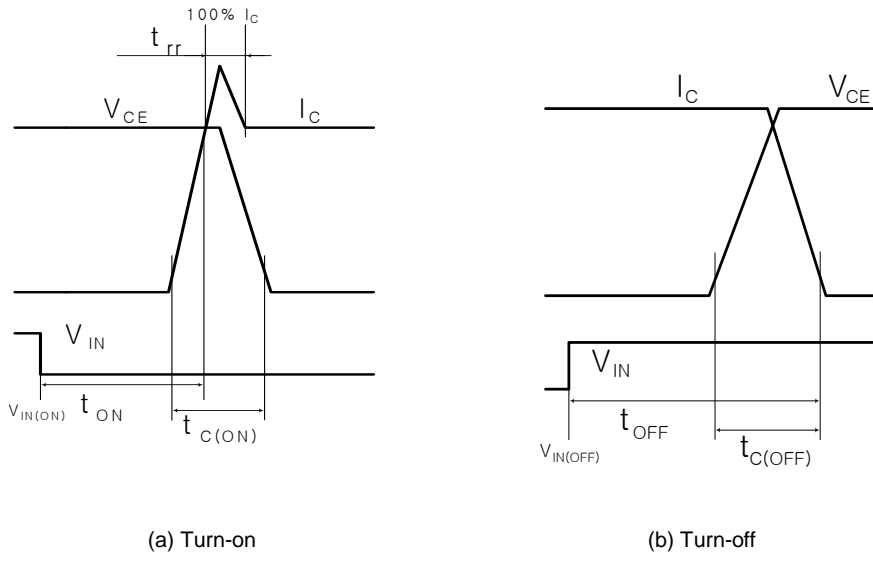 100% I_C
t_rr
V_CE
I_C
V_IN
V_IN(ON)
t_ON
t_C(ON)
(a) Turn-on
I_C
V_CE
V_IN
V_IN(OFF)
t_OFF
t_C(OFF)
(b) Turn-off